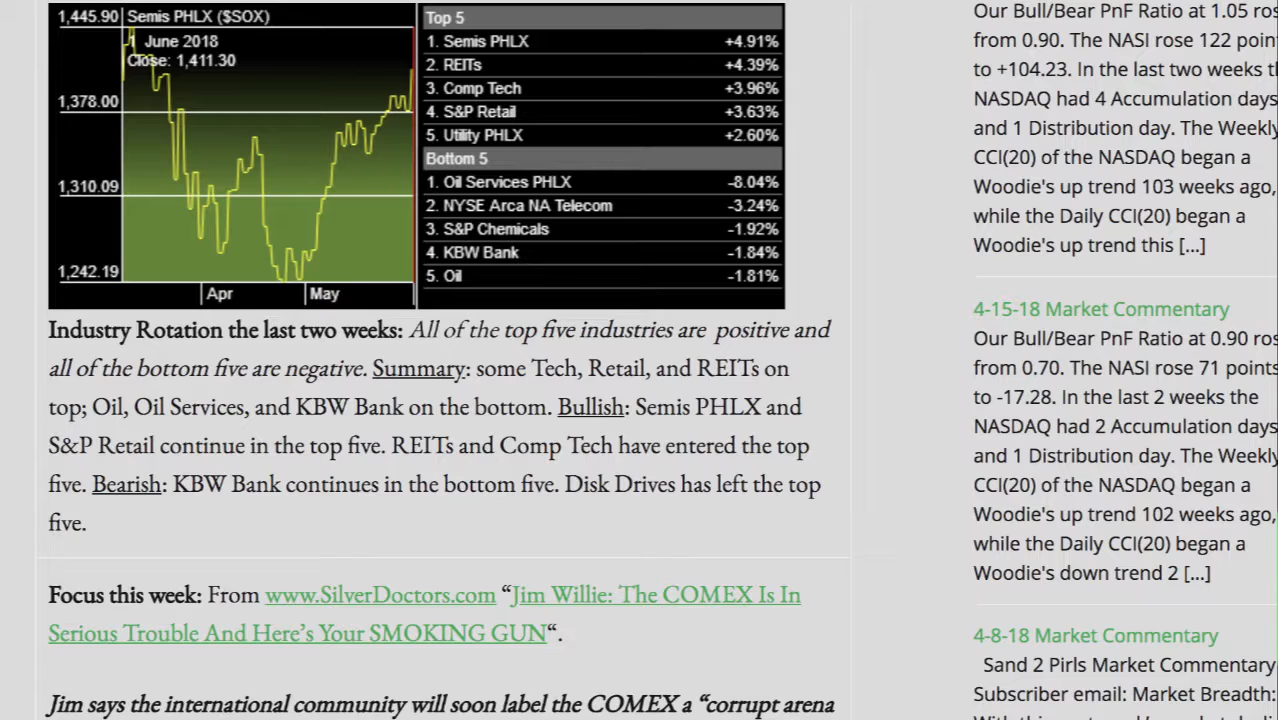 1,445.90 Semis PHLX ($SOX)
1 June 2018
Close: 1,411.30
1,378.00
1,310.09
1,242.19
Apr May
Top 5
1. Semis PHLX +4.91%
2. REITs +4.39%
3. Comp Tech +3.96%
4. S&P Retail +3.63%
5. Utility PHLX +2.60%
Bottom 5
1. Oil Services PHLX -8.04%
2. NYSE Arca NA Telecom -3.24%
3. S&P Chemicals -1.92%
4. KBW Bank -1.84%
5. Oil -1.81%
Industry Rotation the last two weeks: All of the top five industries are positive and
all of the bottom five are negative. Summary: some Tech, Retail, and REITs on
top; Oil, Oil Services, and KBW Bank on the bottom. Bullish: Semis PHLX and
S&P Retail continue in the top five. REITs and Comp Tech have entered the top
five. Bearish: KBW Bank continues in the bottom five. Disk Drives has left the top
five.
Focus this week: From www.SilverDoctors.com “Jim Willie: The COMEX Is In
Serious Trouble And Here’s Your SMOKING GUN“.
Jim says the international community will soon label the COMEX a “corrupt arena
Our Bull/Bear PnF Ratio at 1.05 ros
from 0.90. The NASI rose 122 point
to +104.23. In the last two weeks th
NASDAQ had 4 Accumulation days
and 1 Distribution day. The Weekly
CCI(20) of the NASDAQ began a
Woodie's up trend 103 weeks ago,
while the Daily CCI(20) began a
Woodie's up trend this [...]
4-15-18 Market Commentary
Our Bull/Bear PnF Ratio at 0.90 ros
from 0.70. The NASI rose 71 points
to -17.28. In the last 2 weeks the
NASDAQ had 2 Accumulation days
and 1 Distribution day. The Weekly
CCI(20) of the NASDAQ began a
Woodie's up trend 102 weeks ago,
while the Daily CCI(20) began a
Woodie's down trend 2 [...]
4-8-18 Market Commentary
Sand 2 Pirls Market Commentary
Subscriber email: Market Breadth: